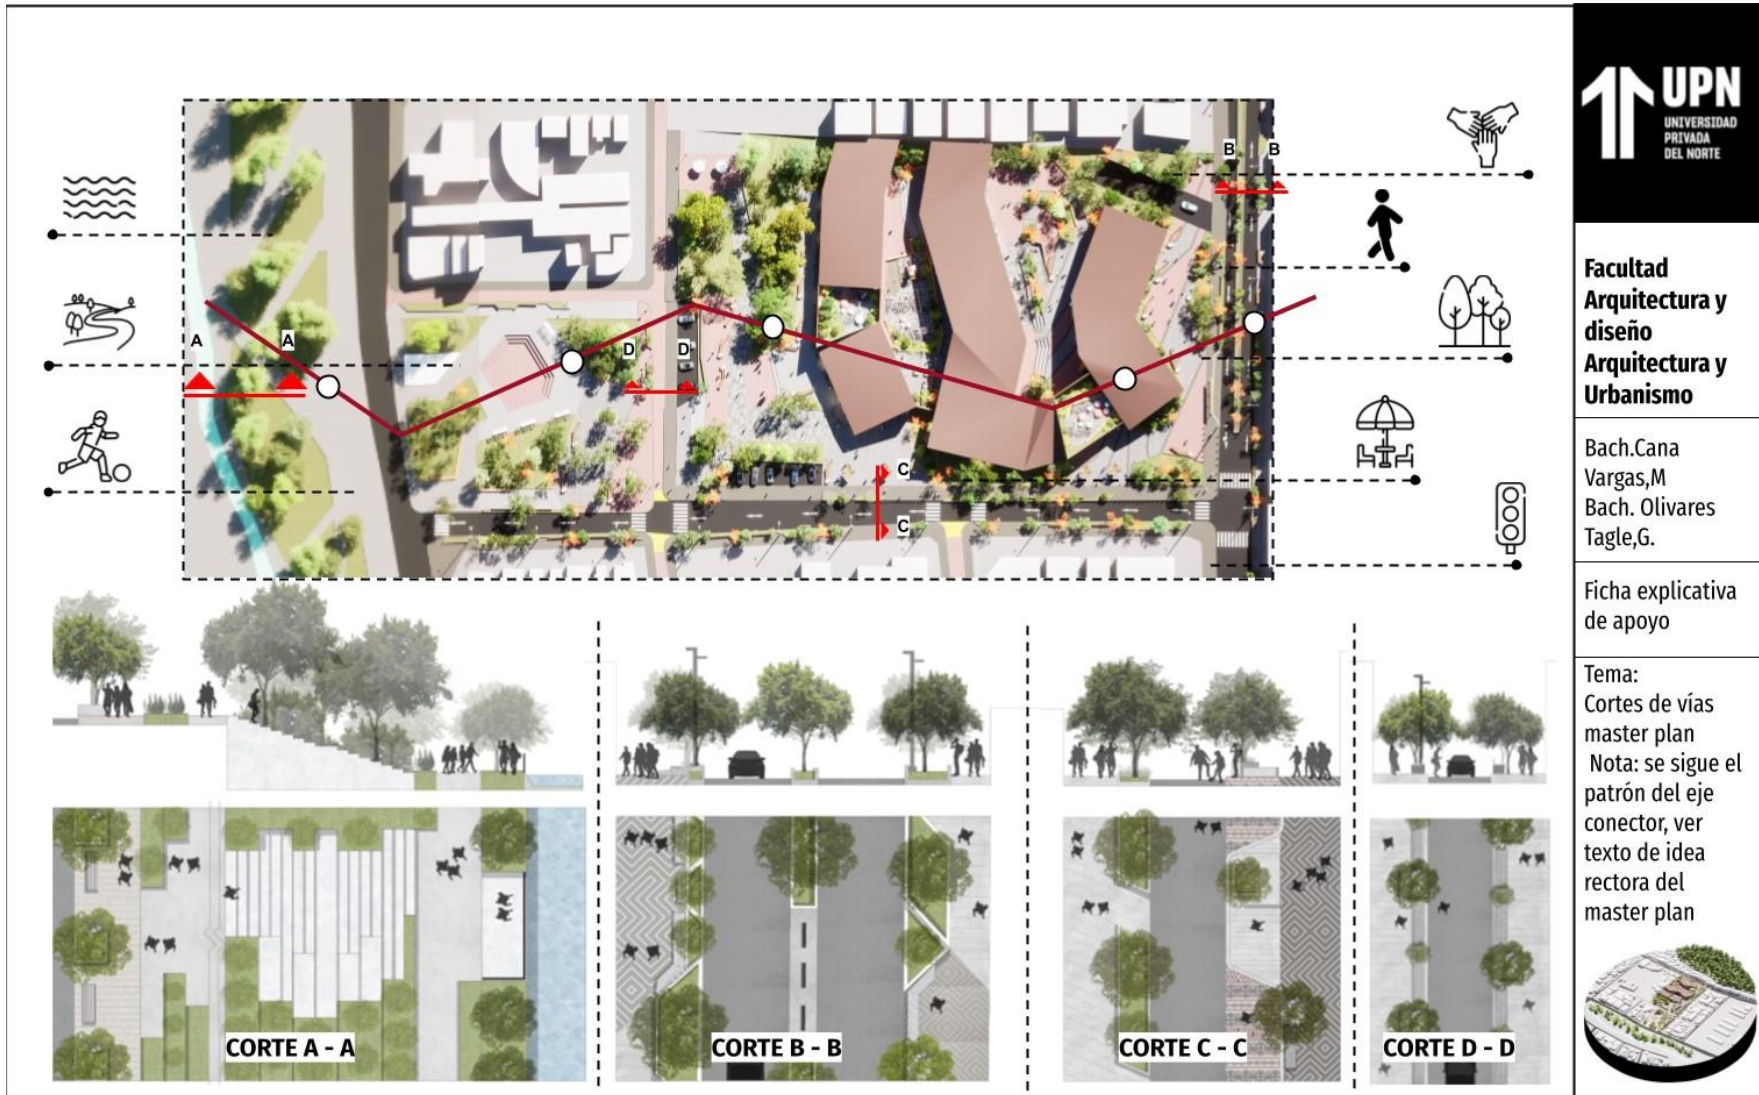 UPN
UNIVERSIDAD
PRIVADA
DEL NORTE
Facultad
Arquitectura y
diseño
Arquitectura y
Urbanismo
Bach.Cana
Vargas,M
Bach. Olivares
Tagle,G.
Ficha explicativa
de apoyo
Tema:
Cortes de vías
master plan
Nota: se sigue el
patrón del eje
conector, ver
texto de idea
rectora del
master plan
B B
A A
D D
C
C
CORTE A - A
CORTE B - B
CORTE C - C
CORTE D - D